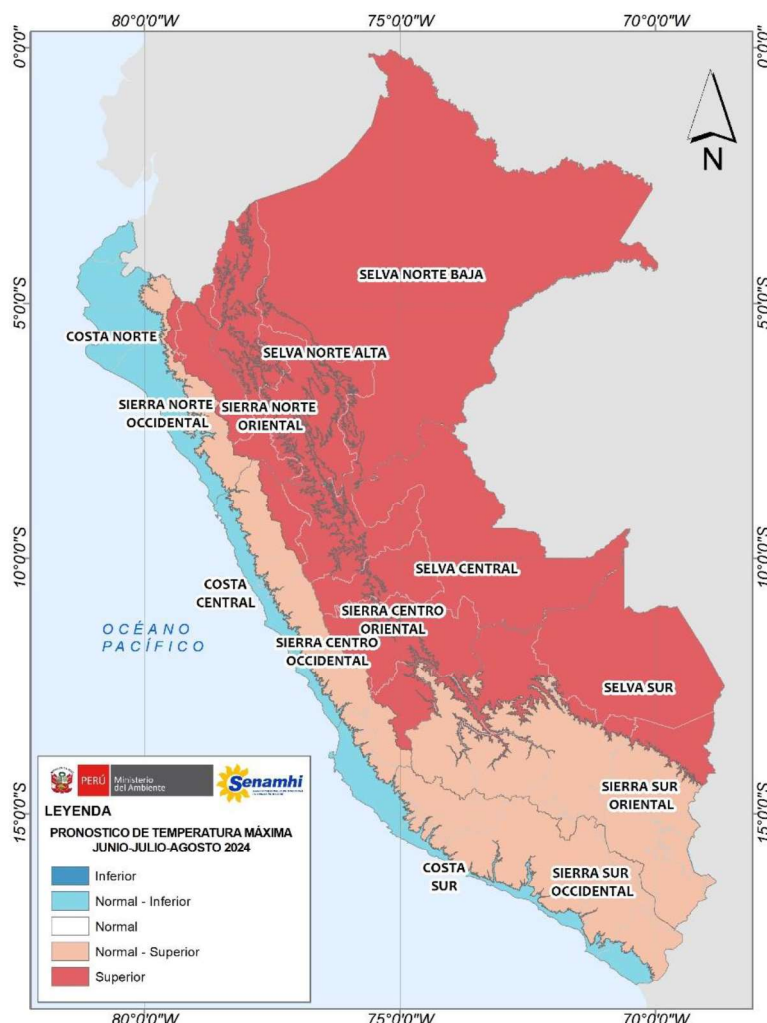 80°0'0"W 75°0'0"W 70°0'0"W
0°0'0"
0°0'0"
N
SELVA NORTE BAJA
5°0'0"S
5°0'0"S
COSTA NORTE
SELVA NORTE ALTA
SIERRA NORTE
OCCIDENTAL
SIERRA NORTE
ORIENTAL
10°0'0"S
10°0'0"S
SELVA CENTRAL
COSTA
CENTRAL
SIERRA CENTRO
ORIENTAL
OCÉANO
PACÍFICO
SIERRA CENTRO
OCCIDENTAL
SELVA SUR
SIERRA SUR
ORIENTAL
15°0'0"S
15°0'0"S
COSTA
SUR
SIERRA SUR
OCCIDENTAL
PERÚ
Ministerio
del Ambiente
Senamhi
LEYENDA
PRONOSTICO DE TEMPERATURA MÁXIMA
JUNIO-JULIO-AGOSTO 2024
Inferior
Normal - Inferior
Normal
Normal - Superior
Superior
80°0'0"W 75°0'0"W 70°0'0"W